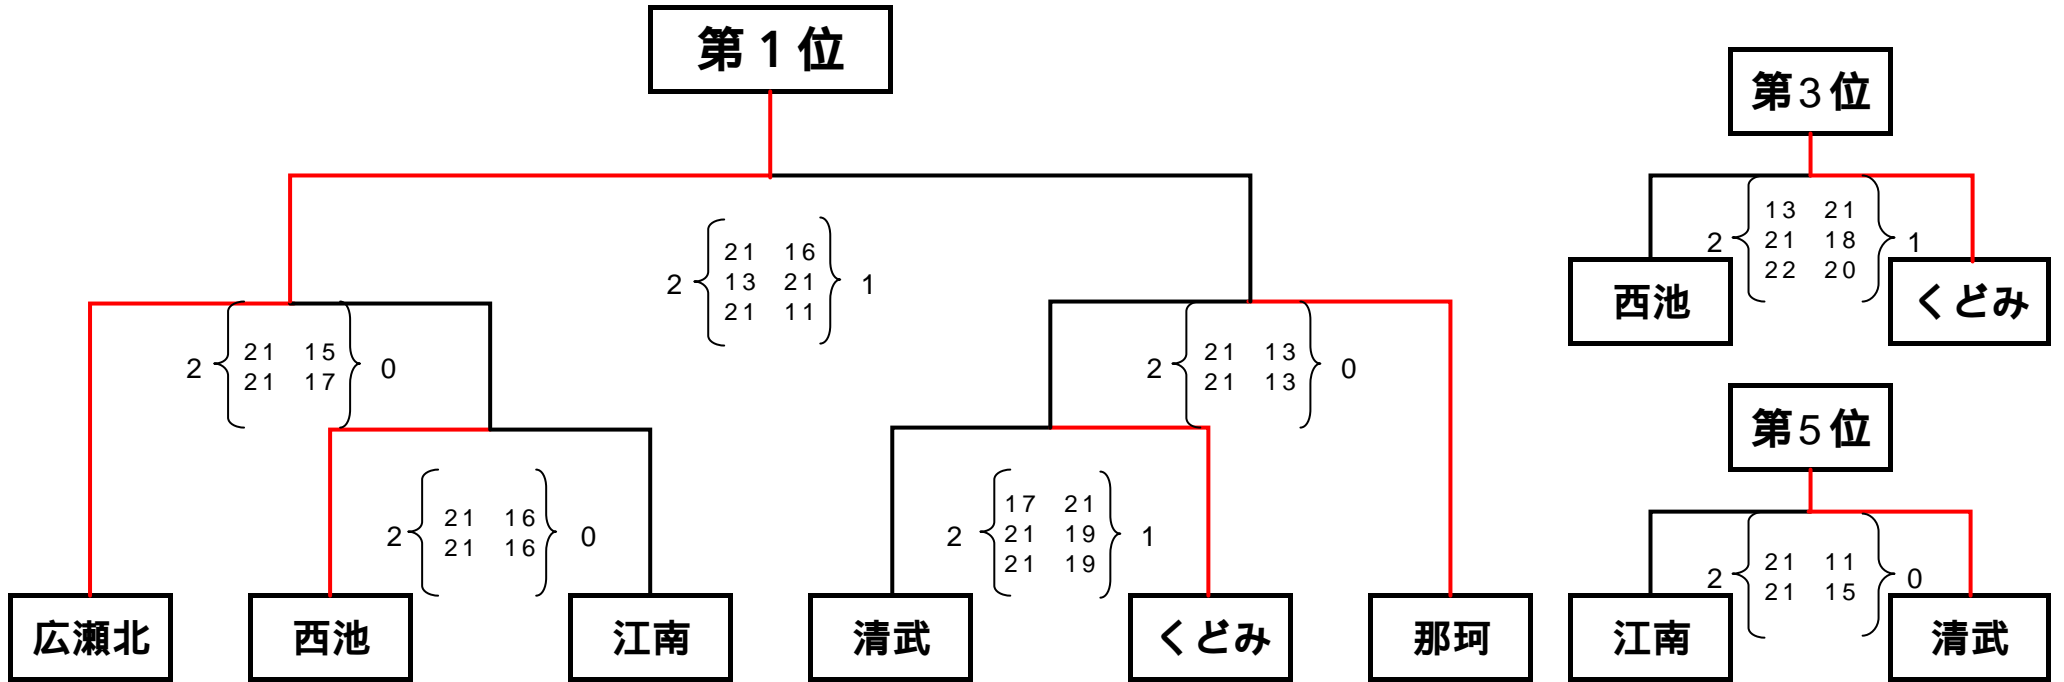 第1位
第3位
13 21
2 21 18 1
22 20
21 16
2 13 21 1
21 11
西池 くどみ
2 21 15 0
21 17
2 21 13 0
21 13
第5位
2 21 16 0
21 16
17 21
2 21 19 1
21 19
2 21 11 0
21 15
広瀬北 西池 江南 清武 くどみ 那珂 江南 清武